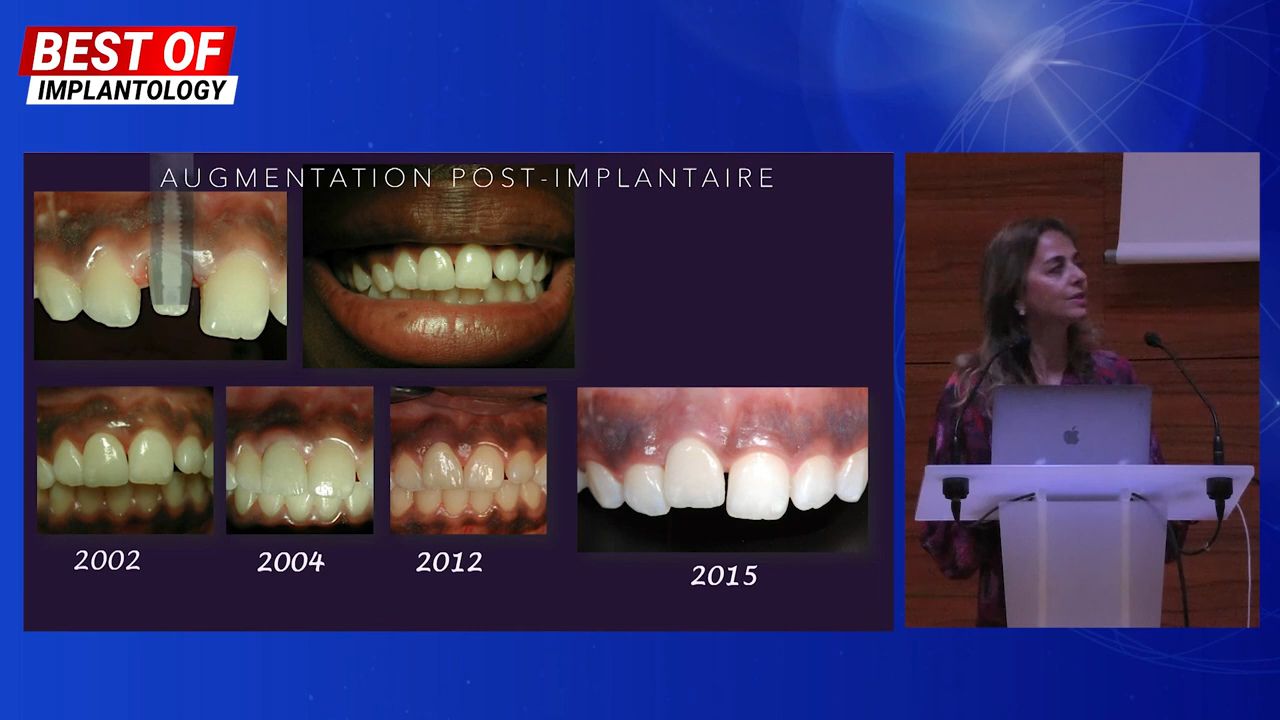 BEST OF
IMPLANTOLOGY
AUGMENTATION POST-IMPLANTAIRE
2002
2004
2012
2015